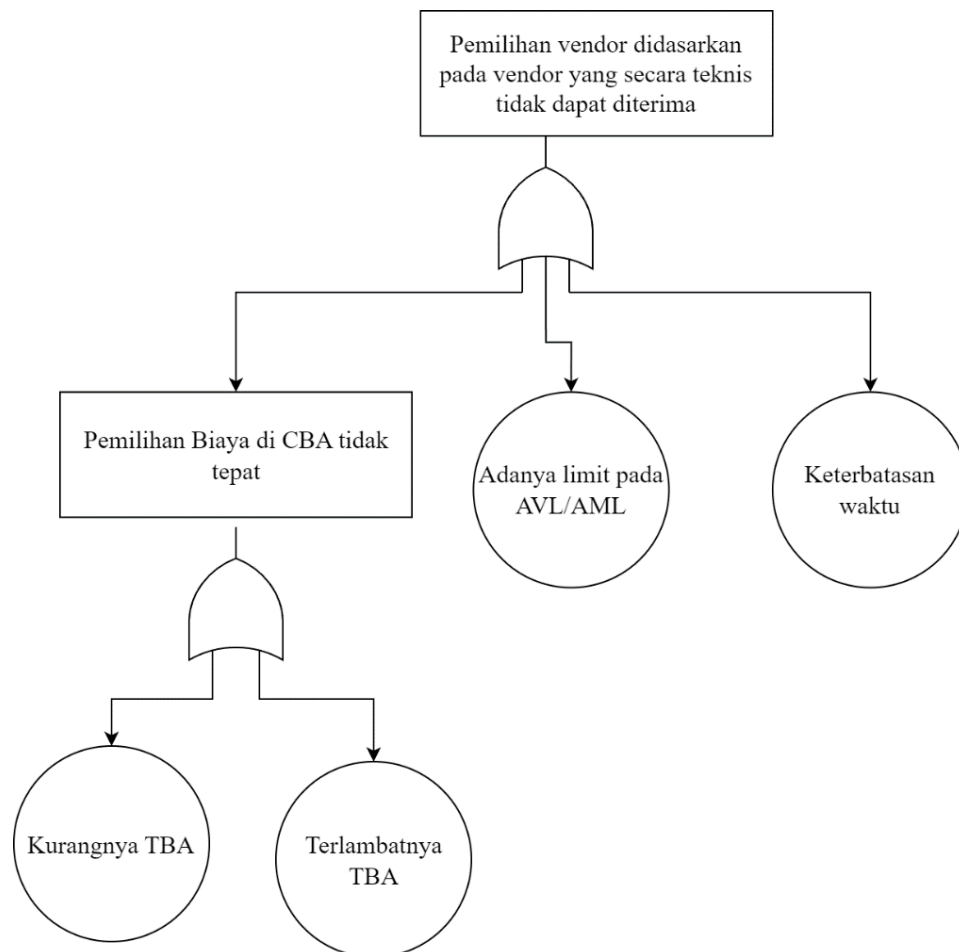 Pemilihan vendor didasarkan
pada vendor yang secara teknis
tidak dapat diterima
Pemilihan Biaya di CBA tidak
tepat
Adanya limit pada
AVL/AML
Keterbatasan
waktu
Kurangnya TBA
Terlambatnya
TBA